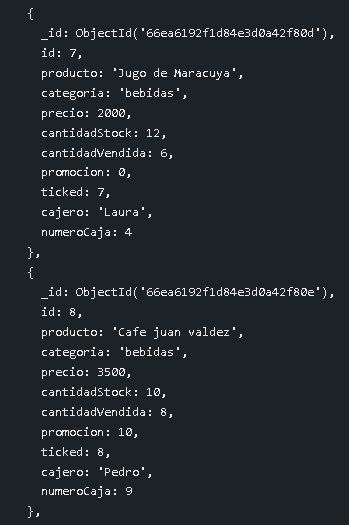 {
_id: ObjectId('66ea6192f1d84e3d0a42f80d'),
id: 7,
producto: 'Jugo de Maracuya',
categoria: 'bebidas',
precio: 2000,
cantidadStock: 12,
cantidadVendida: 6,
promocion: 0,
ticked: 7,
cajero: 'Laura',
numeroCaja: 4
},
{
_id: ObjectId('66ea6192f1d84e3d0a42f80e'),
id: 8,
producto: 'Cafe juan valdez',
categoria: 'bebidas',
precio: 3500,
cantidadStock: 10,
cantidadVendida: 8,
promocion: 10,
ticked: 8,
cajero: 'Pedro',
numeroCaja: 9
},